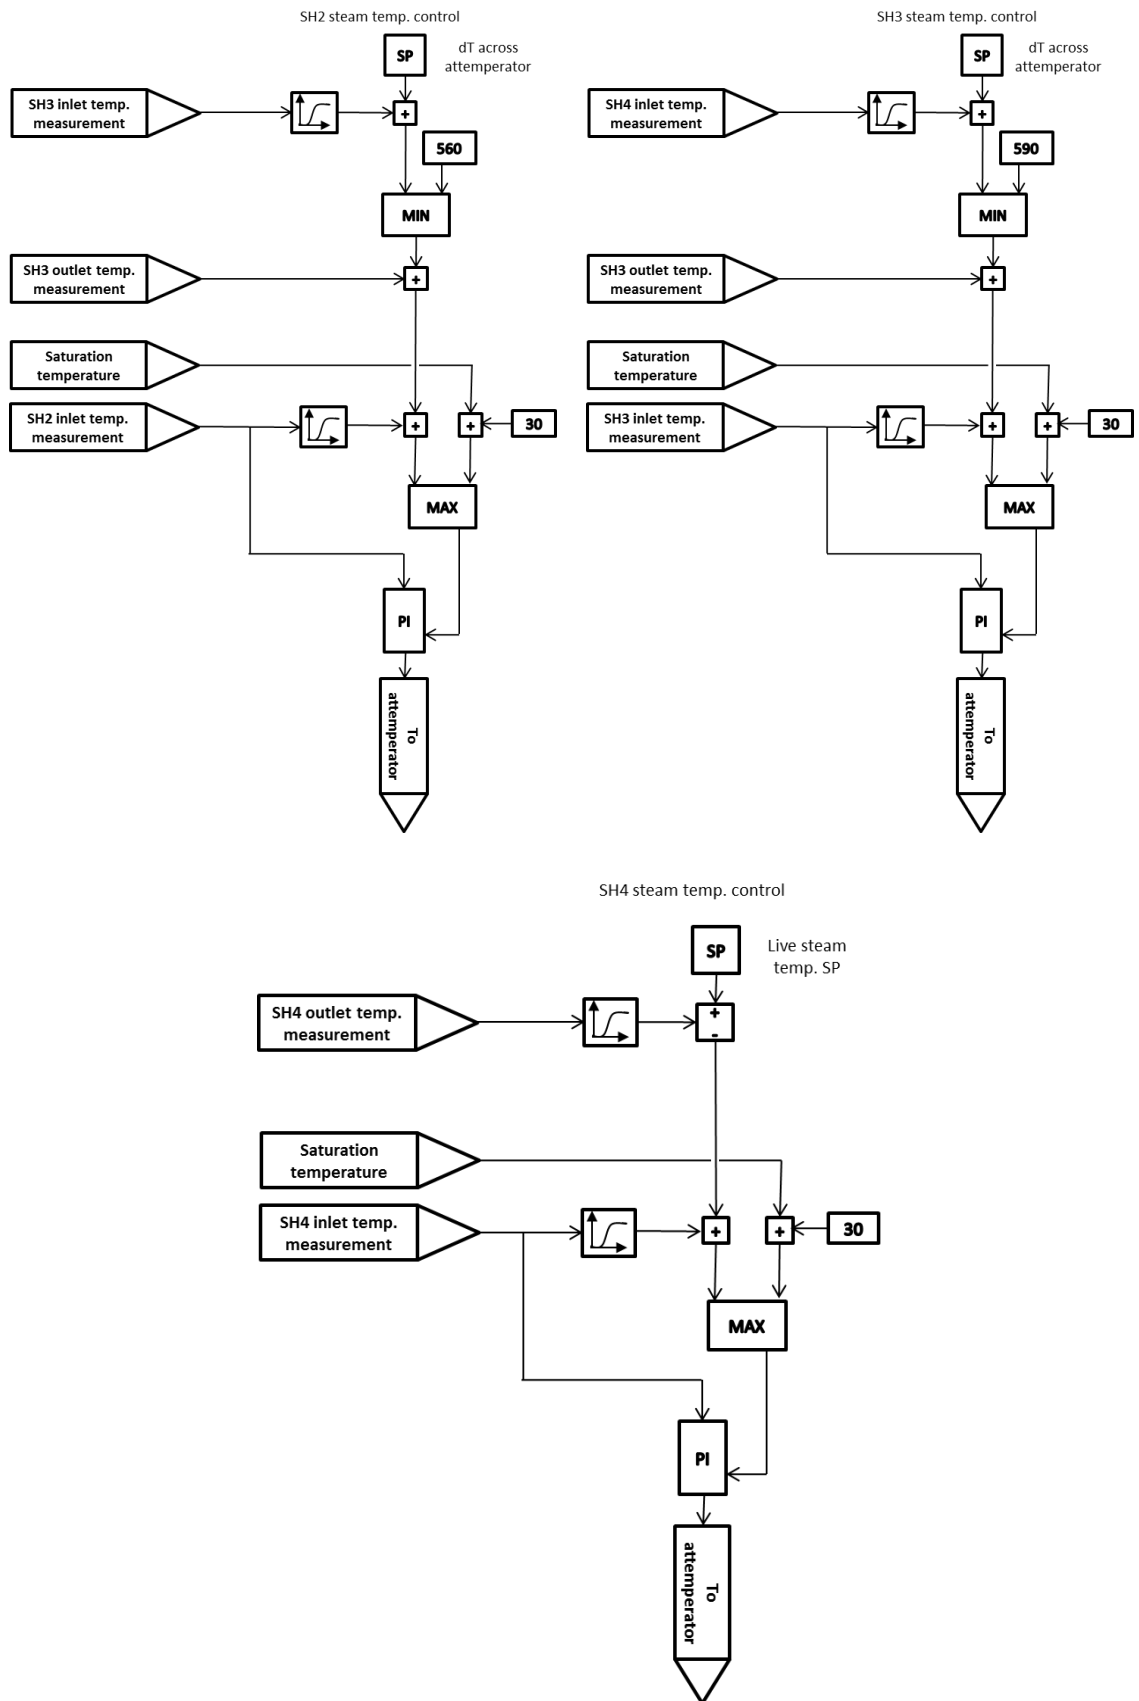 SH2 steam temp. control
SP
dT across
attemperator
SH3 inlet temp.
measurement
+
560
MIN
SH3 outlet temp.
measurement
+
Saturation
temperature
SH2 inlet temp.
measurement
+
+
30
MAX
PI
To
attemperator
SH3 steam temp. control
SP
dT across
attemperator
SH4 inlet temp.
measurement
+
590
MIN
SH3 outlet temp.
measurement
+
Saturation
temperature
SH3 inlet temp.
measurement
+
+
30
MAX
PI
To
attemperator
SH4 steam temp. control
SP
Live steam
temp. SP
SH4 outlet temp.
measurement
+
-
Saturation
temperature
SH4 inlet temp.
measurement
+
+
30
MAX
PI
To
attemperator